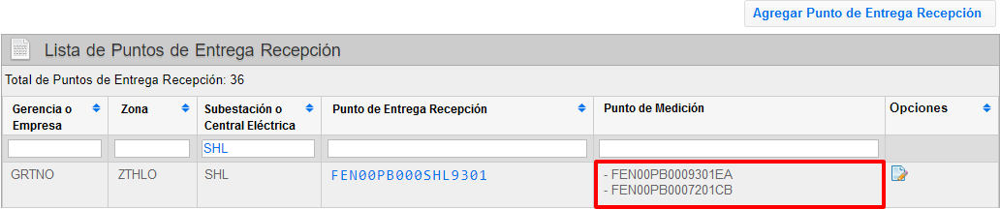 Agregar Punto de Entrega Recepción
Lista de Puntos de Entrega Recepción
Total de Puntos de Entrega Recepción: 36
Gerencia o Empresa
Zona
Subestación o Central Eléctrica
Punto de Entrega Recepción
Punto de Medición
Opciones
SHL
GRTNO
ZTHLO
SHL
FEN00PB000SHL9301
- FEN00PB0009301EA
- FEN00PB0007201CB